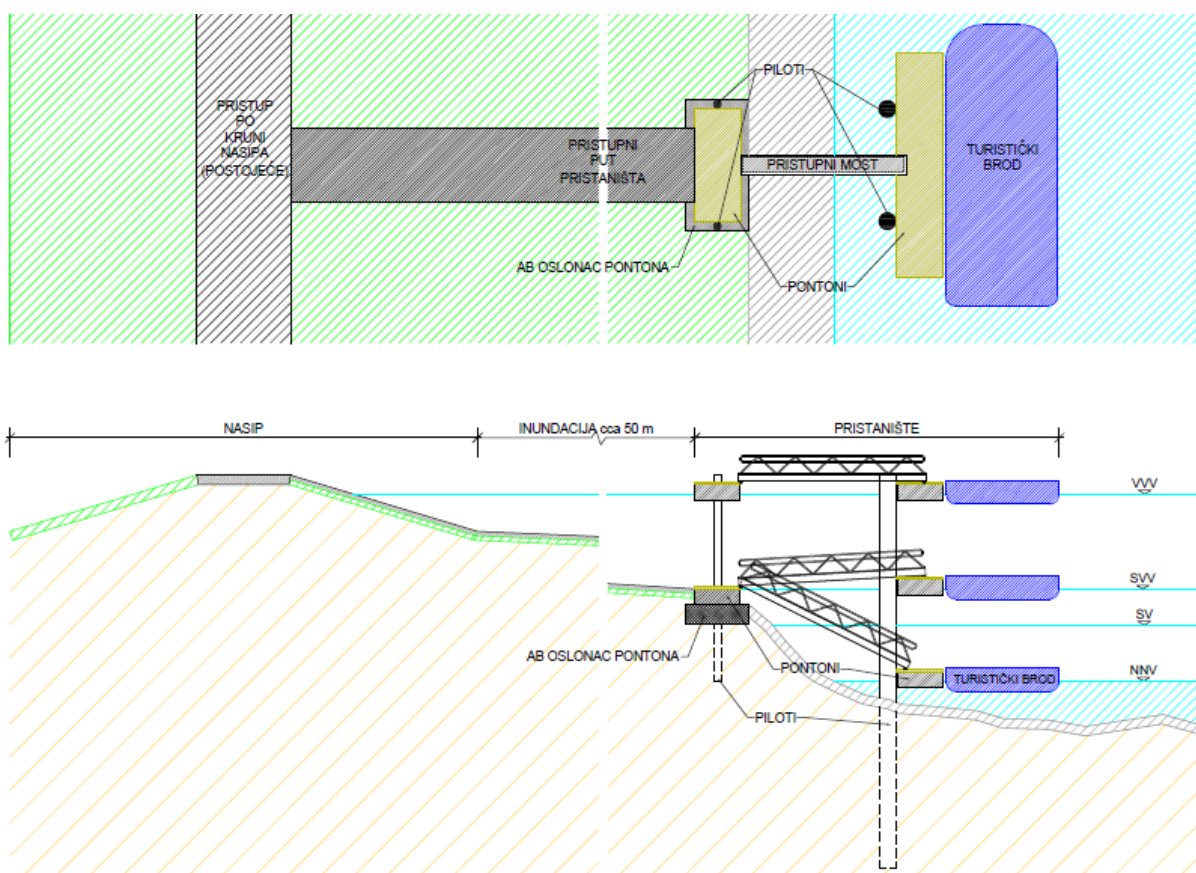 PRISTUP
PO
KRUNI
NASIPA
(POSTOJEĆE)
PRISTUPNI
PUT
PRISTANIŠTA
PILOTI
PRISTUPNI MOST
TURISTIČKI
BROD
AB OSLONAC PONTONA
PONTONI
NASIP
INUNDACIJA cca 50 m
PRISTANIŠTE
VVV
SVV
SV
NNV
AB OSLONAC PONTONA
PONTONI
TURISTIČKI BROD
PILOTI